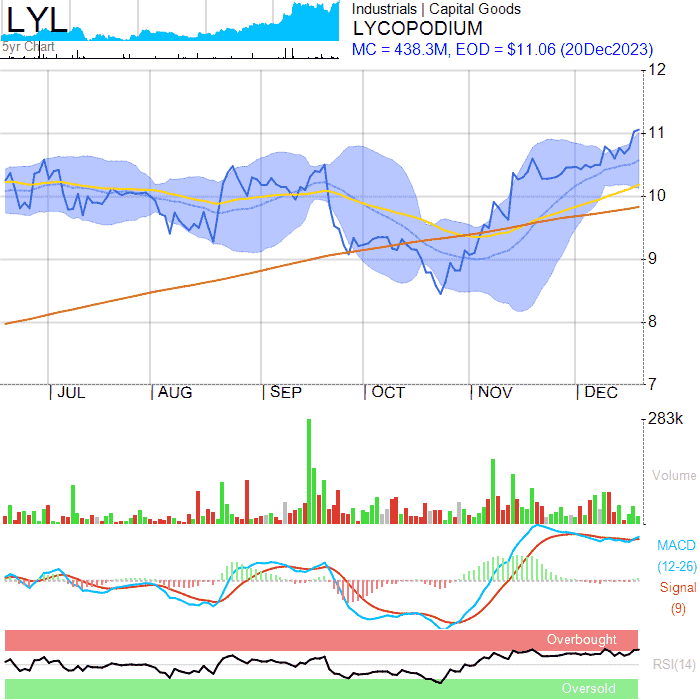 LYL
5yr Chart
Industrials | Capital Goods
LYCOPODIUM
MC = 438.3M, EOD = $11.06 (20Dec2023)
12
11
10
9
8
7
JUL AUG SEP OCT NOV DEC
283k
Volume
MACD
(12-26)
Signal
(9)
Overbought
RSI(14)
Oversold